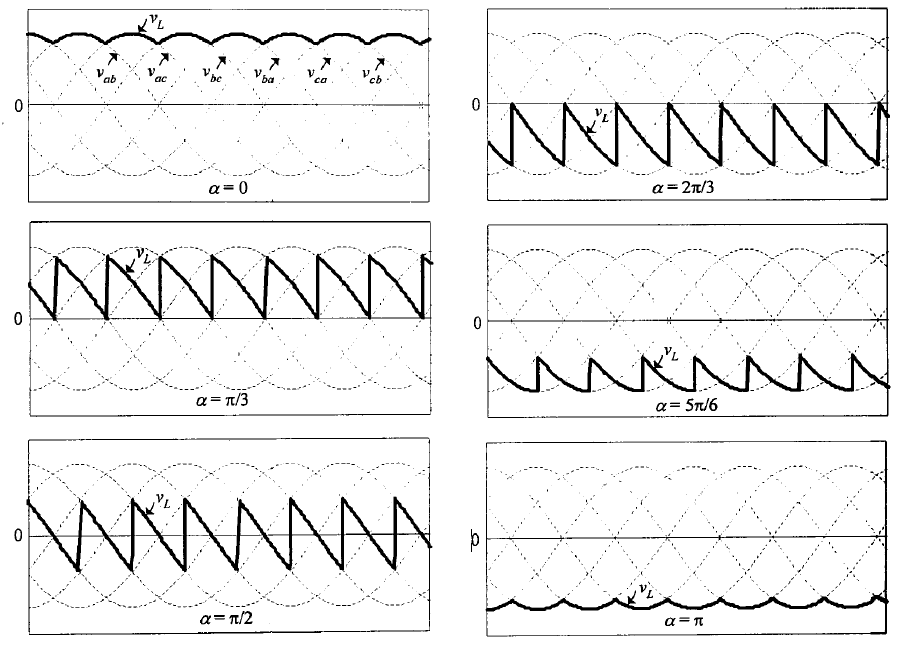 v_L
v_ab v_ac v_bc v_ba v_ca v_cb
0
α = 0
0
v_L
α = 2π/3
v_L
0
α = π/3
0
v_L
α = 5π/6
v_L
0
α = π/2
0
v_L
α = π